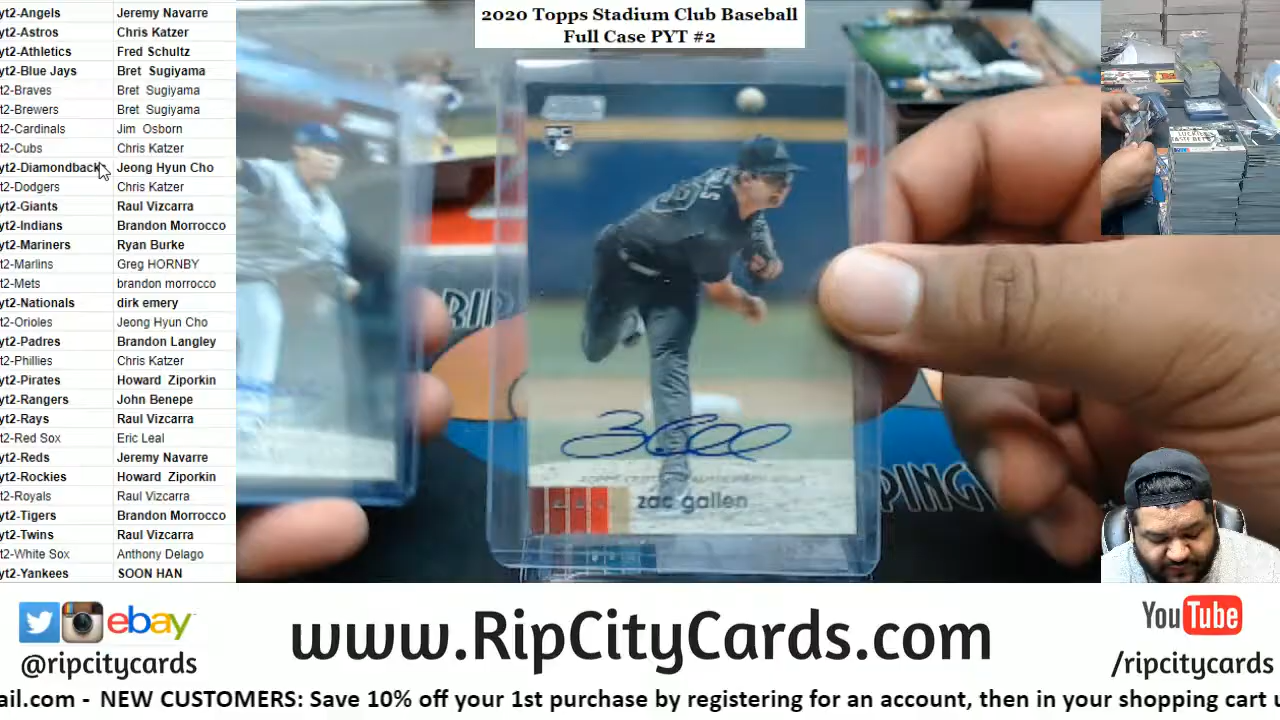 2020 Topps Stadium Club Baseball
Full Case PYT #2
yt2-Angels Jeremy Navarre
yt2-Astros Chris Katzer
yt2-Athletics Fred Schultz
yt2-Blue Jays Bret Sugiyama
t2-Braves Bret Sugiyama
t2-Brewers Bret Sugiyama
t2-Cardinals Jim Osborn
t2-Cubs Chris Katzer
yt2-Diamondback Jeong Hyun Cho
t2-Dodgers Chris Katzer
yt2-Giants Raul Vizcarra
yt2-Indians Brandon Morrocco
yt2-Mariners Ryan Burke
t2-Marlins Greg HORNBY
t2-Mets brandon morrocco
yt2-Nationals dirk emery
t2-Orioles Jeong Hyun Cho
yt2-Padres Brandon Langley
t2-Phillies Chris Katzer
yt2-Pirates Howard Ziporkin
yt2-Rangers John Benepe
yt2-Rays Raul Vizcarra
t2-Red Sox Eric Leal
yt2-Reds Jeremy Navarre
yt2-Rockies Howard Ziporkin
t2-Royals Raul Vizcarra
yt2-Tigers Brandon Morrocco
yt2-Twins Raul Vizcarra
t2-White Sox Anthony Delago
yt2-Yankees SOON HAN
RC
RIP
PING
zac gallen
ebay
@ripcitycards
www.RipCityCards.com
YouTube
/ripcitycards
ail.com - NEW CUSTOMERS: Save 10% off your 1st purchase by registering for an account, then in your shopping cart u